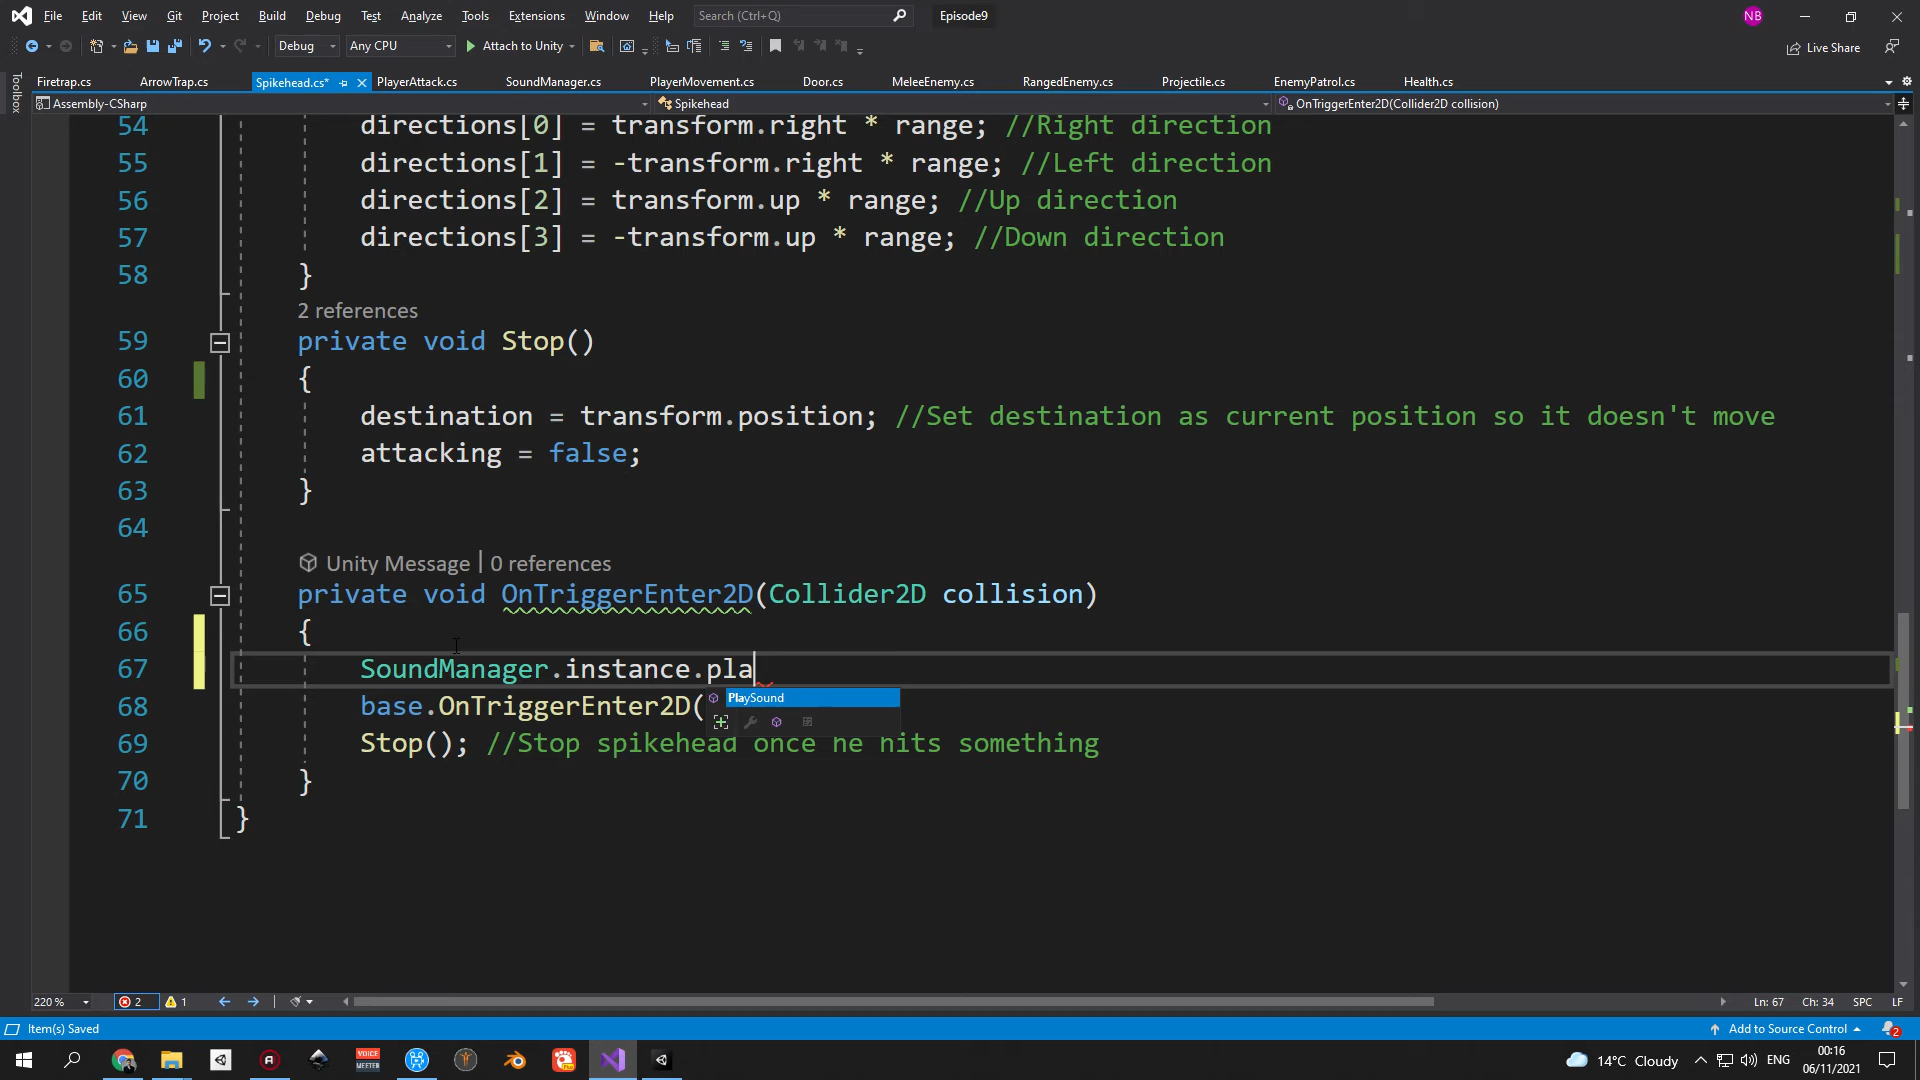 File Edit View Git Project Build Debug Test Analyze Tools Extensions Window Help Search (Ctrl+Q) Episode9 NB
Debug Any CPU Attach to Unity Live Share
Toolbox
Firetrap.cs ArrowTrap.cs Spikehead.cs* PlayerAttack.cs SoundManager.cs PlayerMovement.cs Door.cs MeleeEnemy.cs RangedEnemy.cs Projectile.cs EnemyPatrol.cs Health.cs
Assembly-CSharp Spikehead OnTriggerEnter2D(Collider2D collision)
54 directions[0] = transform.right * range; //Right direction
55 directions[1] = -transform.right * range; //Left direction
56 directions[2] = transform.up * range; //Up direction
57 directions[3] = -transform.up * range; //Down direction
58 }
2 references
59 private void Stop()
60 {
61 destination = transform.position; //Set destination as current position so it doesn't move
62 attacking = false;
63 }
64
Unity Message | 0 references
65 private void OnTriggerEnter2D(Collider2D collision)
66 {
67 SoundManager.instance.pla
PlaySound
68 base.OnTriggerEnter2D(
69 Stop(); //Stop spikehead once he hits something
70 }
71 }
220 % 2 1 Ln: 67 Ch: 34 SPC LF
Item(s) Saved Add to Source Control 2
VOICE MEETER 14°C Cloudy ENG 00:16
06/11/2021